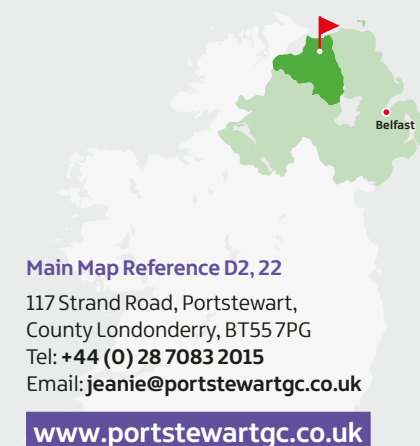 Belfast
Main Map Reference D2, 22
117 Strand Road, Portstewart,
County Londonderry, BT55 7PG
Tel: +44 (0) 28 7083 2015
Email: jeanie@portstewartgc.co.uk
www.portstewartgc.co.uk